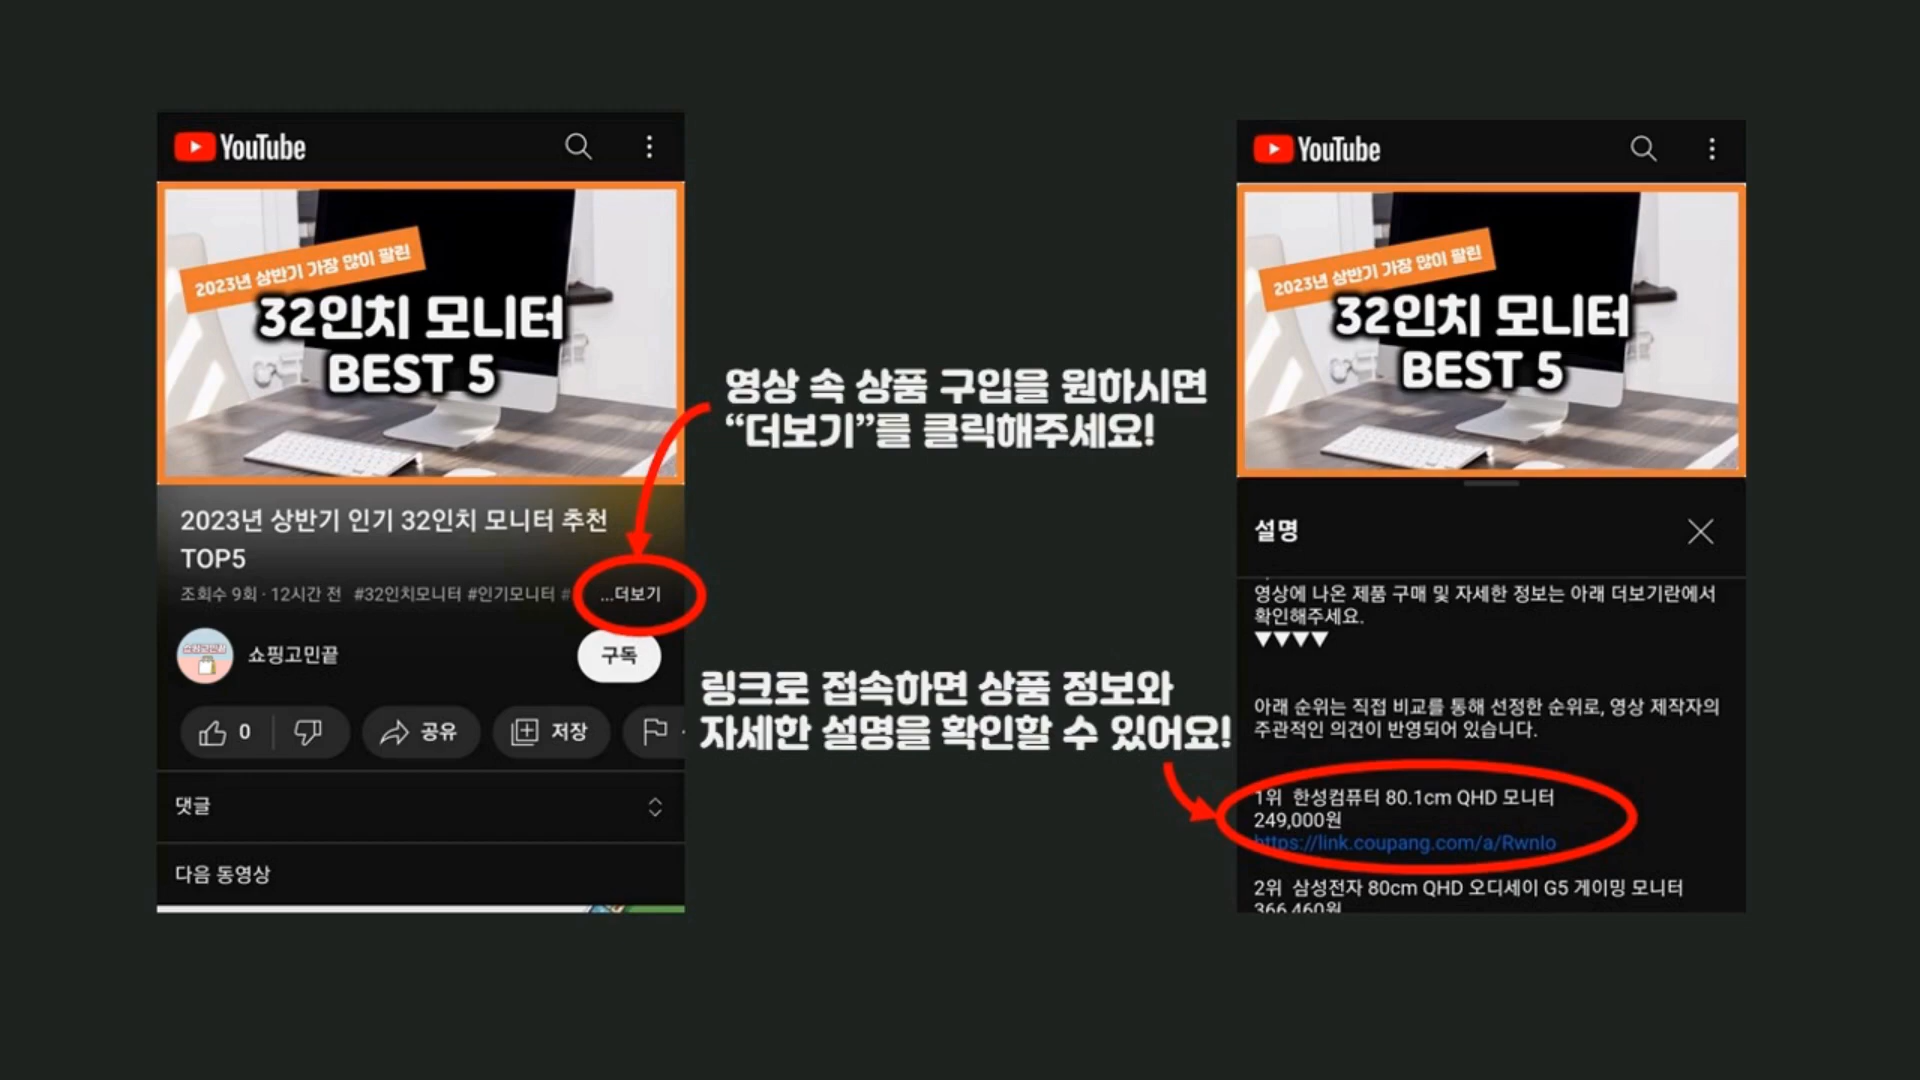 YouTube
2023년 상반기 가장 많이 팔린
32인치 모니터
BEST 5
2023년 상반기 인기 32인치 모니터 추천
TOP5
조회수 9회 · 12시간 전 #32인치모니터 #인기모니터 # ...더보기
쇼핑고민끝
쇼핑고민끝
구독
0
공유
저장
댓글
다음 동영상
영상 속 상품 구입을 원하시면
“더보기”를 클릭해주세요!
링크로 접속하면 상품 정보와
자세한 설명을 확인할 수 있어요!
YouTube
2023년 상반기 가장 많이 팔린
32인치 모니터
BEST 5
설명
영상에 나온 제품 구매 및 자세한 정보는 아래 더보기란에서
확인해주세요.
▼▼▼▼
아래 순위는 직접 비교를 통해 선정한 순위로, 영상 제작자의
주관적인 의견이 반영되어 있습니다.
1위 한성컴퓨터 80.1cm QHD 모니터
249,000원
https://link.coupang.com/a/RwnIo
2위 삼성전자 80cm QHD 오디세이 G5 게이밍 모니터
366,460원